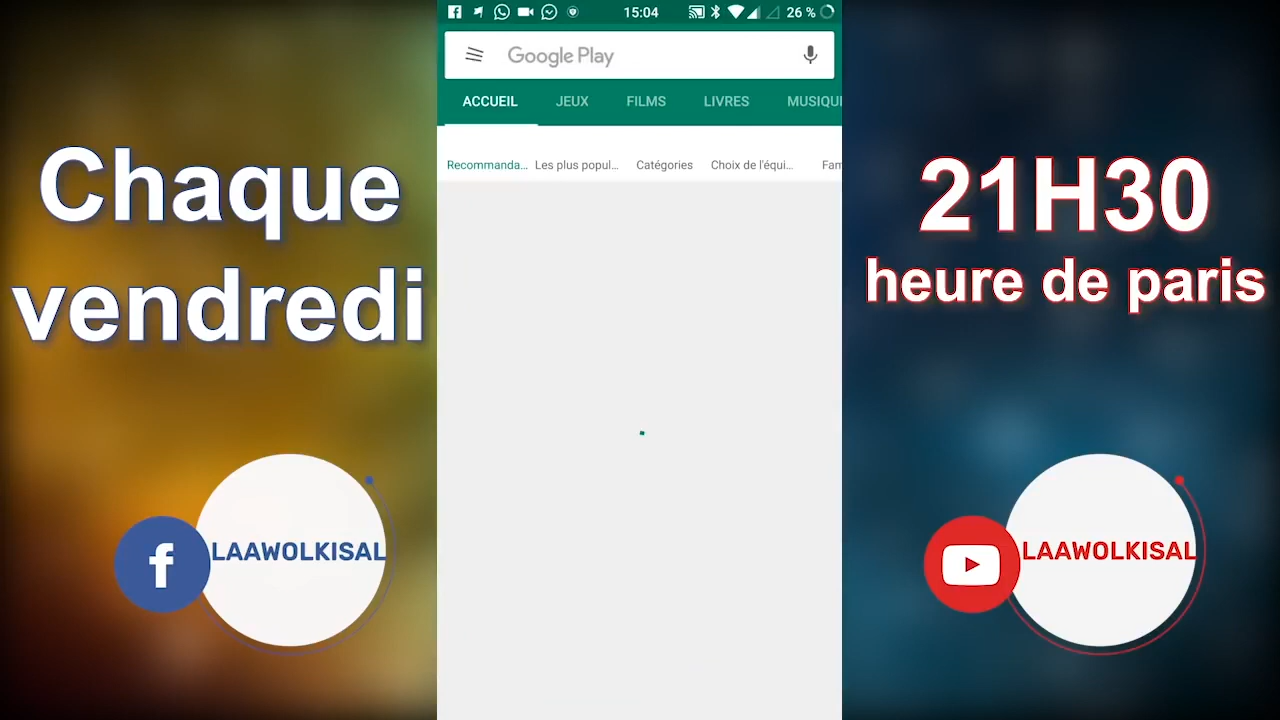 Chaque
vendredi
LAAWOLKISAL
15:04
26 %
Google Play
ACCUEIL JEUX FILMS LIVRES MUSIQU
Recommanda... Les plus popul... Catégories Choix de l'équi... Fam
21H30
heure de paris
LAAWOLKISAL